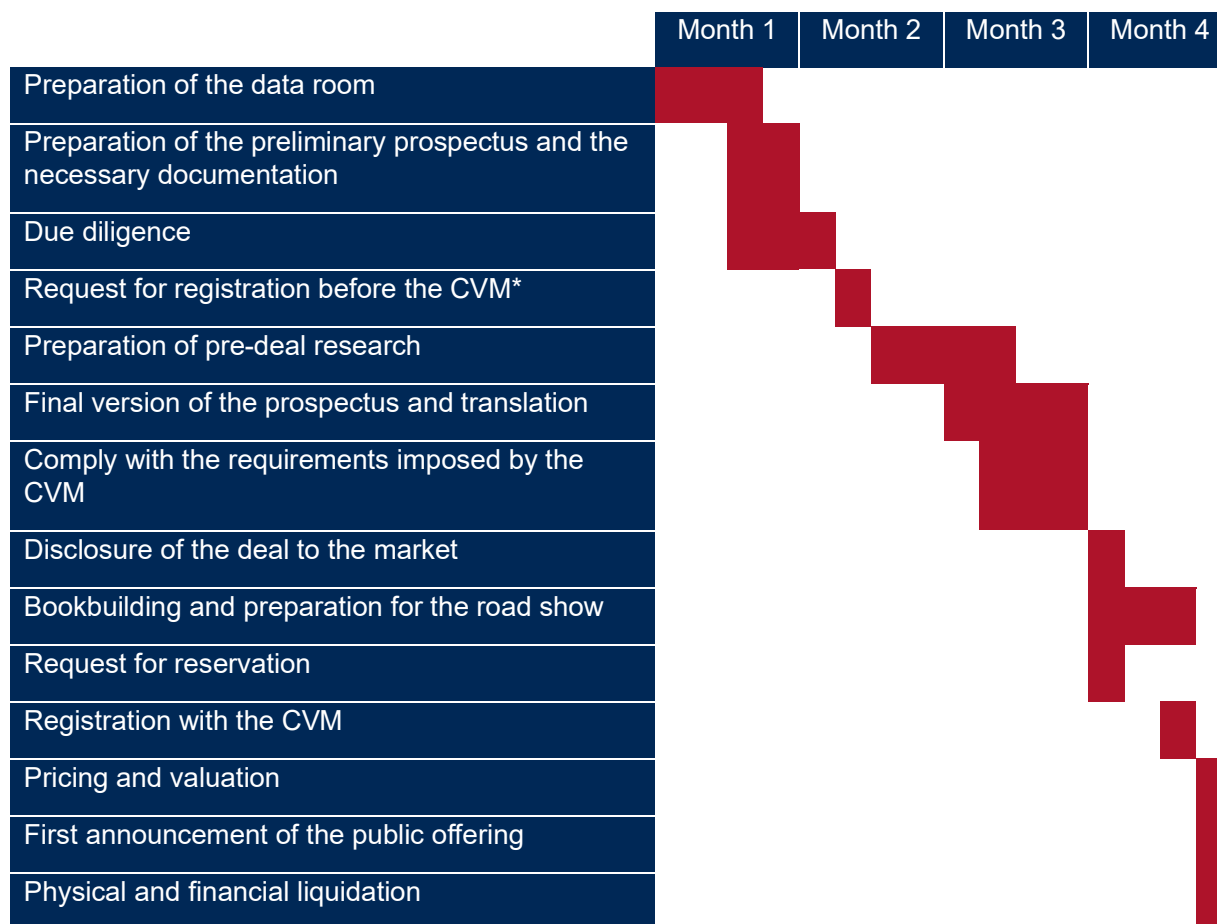 Month 1 Month 2 Month 3 Month 4
Preparation of the data room
Preparation of the preliminary prospectus and the
necessary documentation
Due diligence
Request for registration before the CVM*
Preparation of pre-deal research
Final version of the prospectus and translation
Comply with the requirements imposed by the
CVM
Disclosure of the deal to the market
Bookbuilding and preparation for the road show
Request for reservation
Registration with the CVM
Pricing and valuation
First announcement of the public offering
Physical and financial liquidation